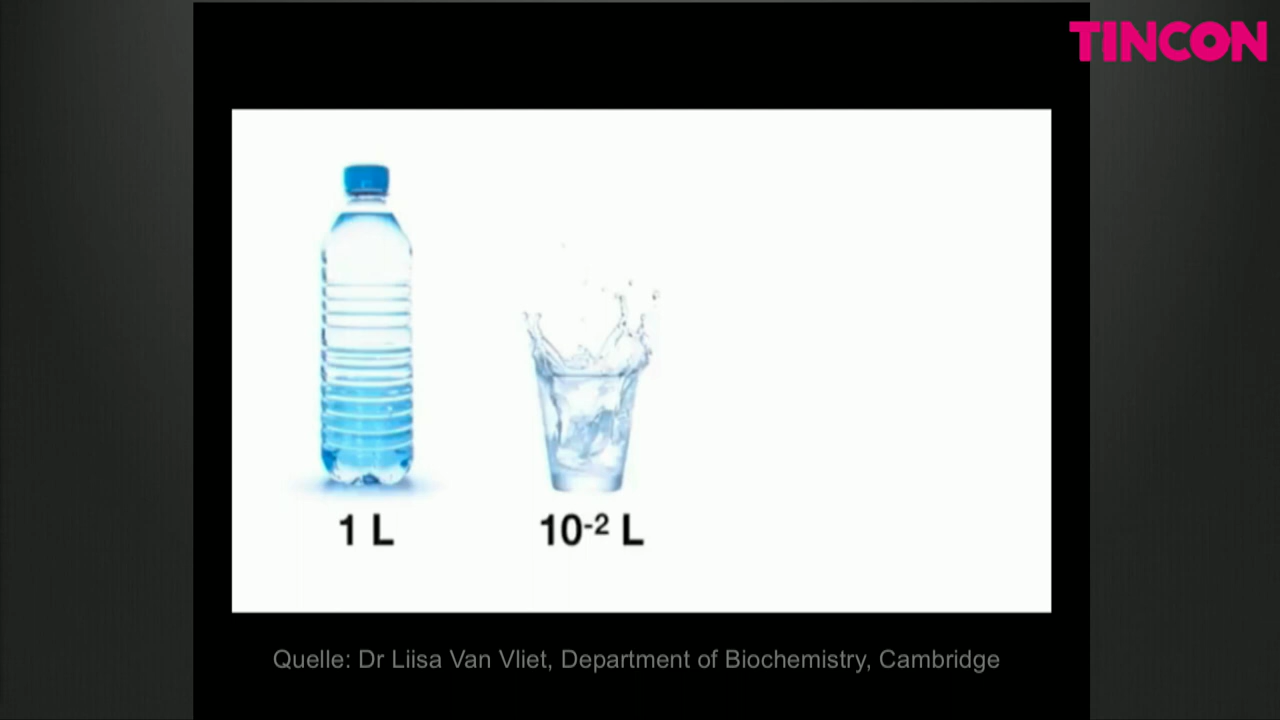 TINCON
1 L
10⁻² L
Quelle: Dr Liisa Van Vliet, Department of Biochemistry, Cambridge